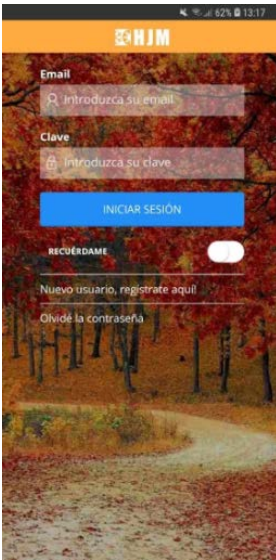 62% 13:17
HJM
Email
Introduzca su email
Clave
Introduzca su clave
INICIAR SESIÓN
RECUÉRDAME
Nuevo usuario, registrate aquí!
Olvidé la contraseña